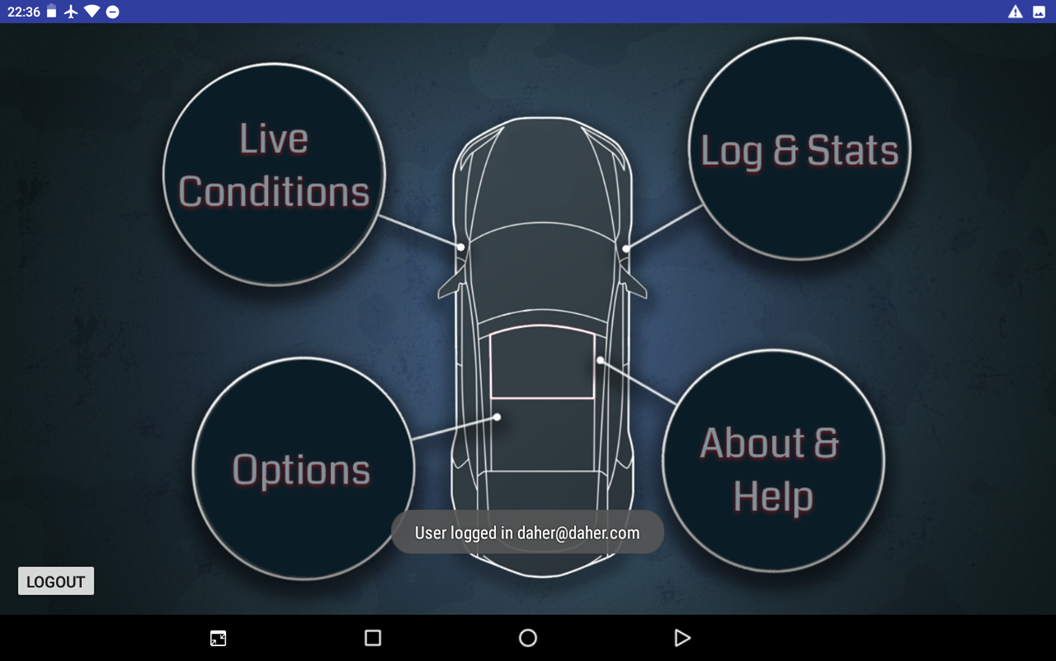 22:36
Live
Conditions
Log & Stats
Options
About &
Help
User logged in daher@daher.com
LOGOUT